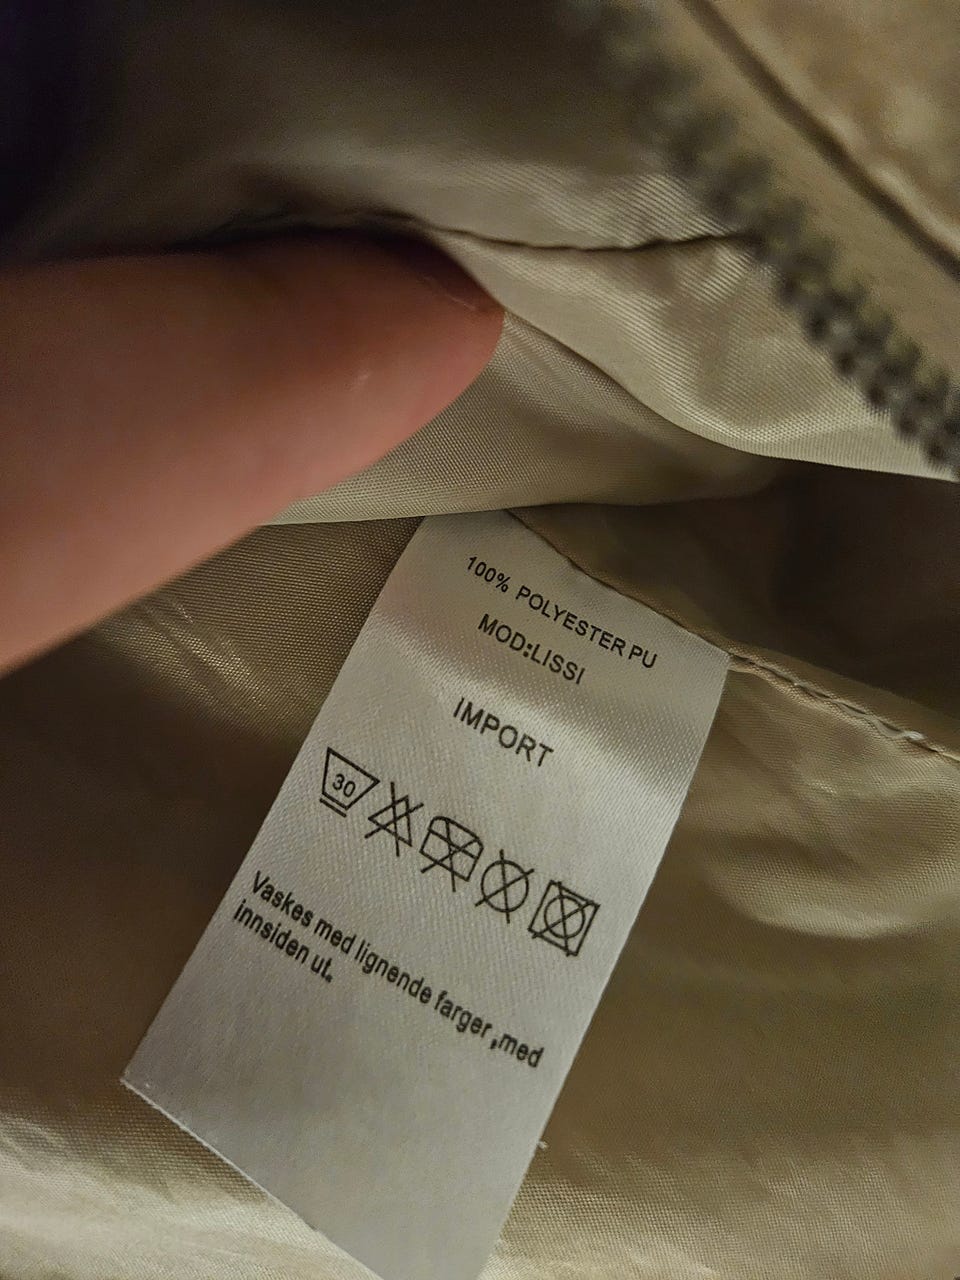 100% POLYESTER PU
MOD:LISSI
IMPORT
30
Vaskes med lignende farger ,med
innsiden ut.